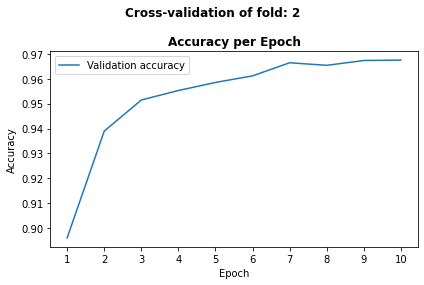 Cross-validation of fold: 2
Accuracy per Epoch
0.97
0.96
0.95
0.94
0.93
0.92
0.91
0.90
Accuracy
Validation accuracy
1 2 3 4 5 6 7 8 9 10
Epoch